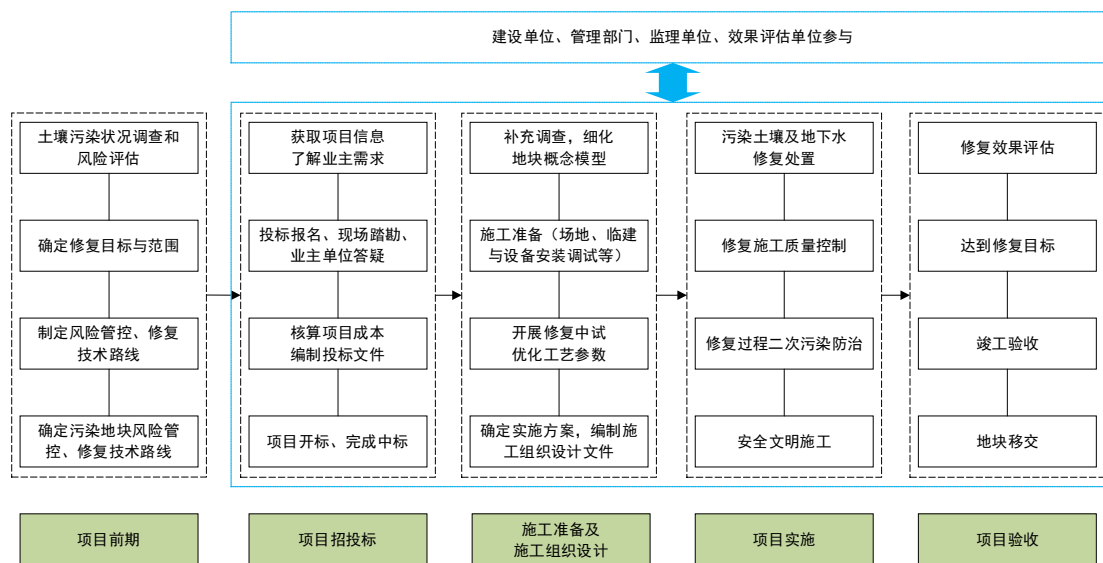 建设单位、管理部门、监理单位、效果评估单位参与
土壤污染状况调查和
风险评估
确定修复目标与范围
制定风险管控、修复
技术路线
确定污染地块风险管
控、修复技术路线
获取项目信息
了解业主需求
投标报名、现场踏勘、
业主单位答疑
核算项目成本
编制投标文件
项目开标、完成中标
补充调查，细化
地块概念模型
施工准备（场地、临建
与设备安装调试等）
开展修复中试
优化工艺参数
确定实施方案，编制施
工组织设计文件
污染土壤及地下水
修复处置
修复施工质量控制
修复过程二次污染防治
安全文明施工
修复效果评估
达到修复目标
竣工验收
地块移交
项目前期
项目招投标
施工准备及
施工组织设计
项目实施
项目验收